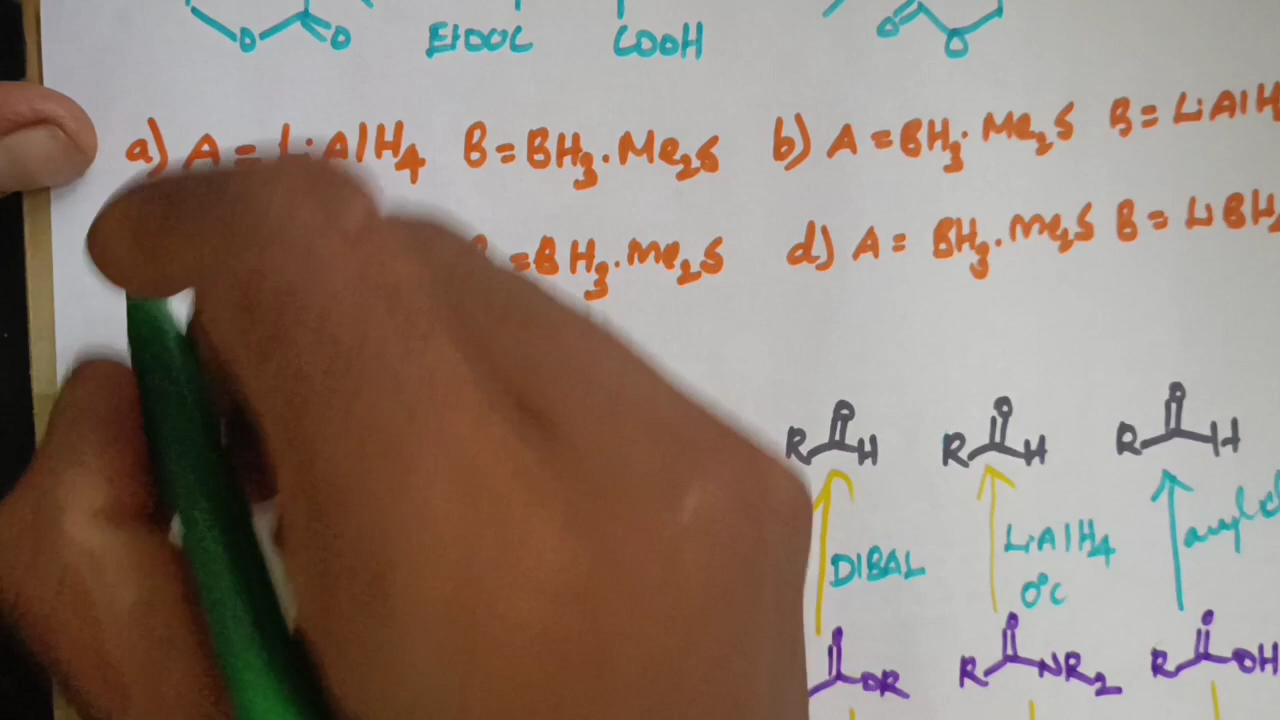 O O EtOOC COOH O O
a) A = LiAlH4 B = BH3.Me2S b) A = BH3.Me2S B = LiAlH
B = BH3.Me2S d) A = BH3.Me2S B = LiBH
O O O
R H R H R H
DIBAL LiAlH4
0°C
O O O
OR R NR2 R OH